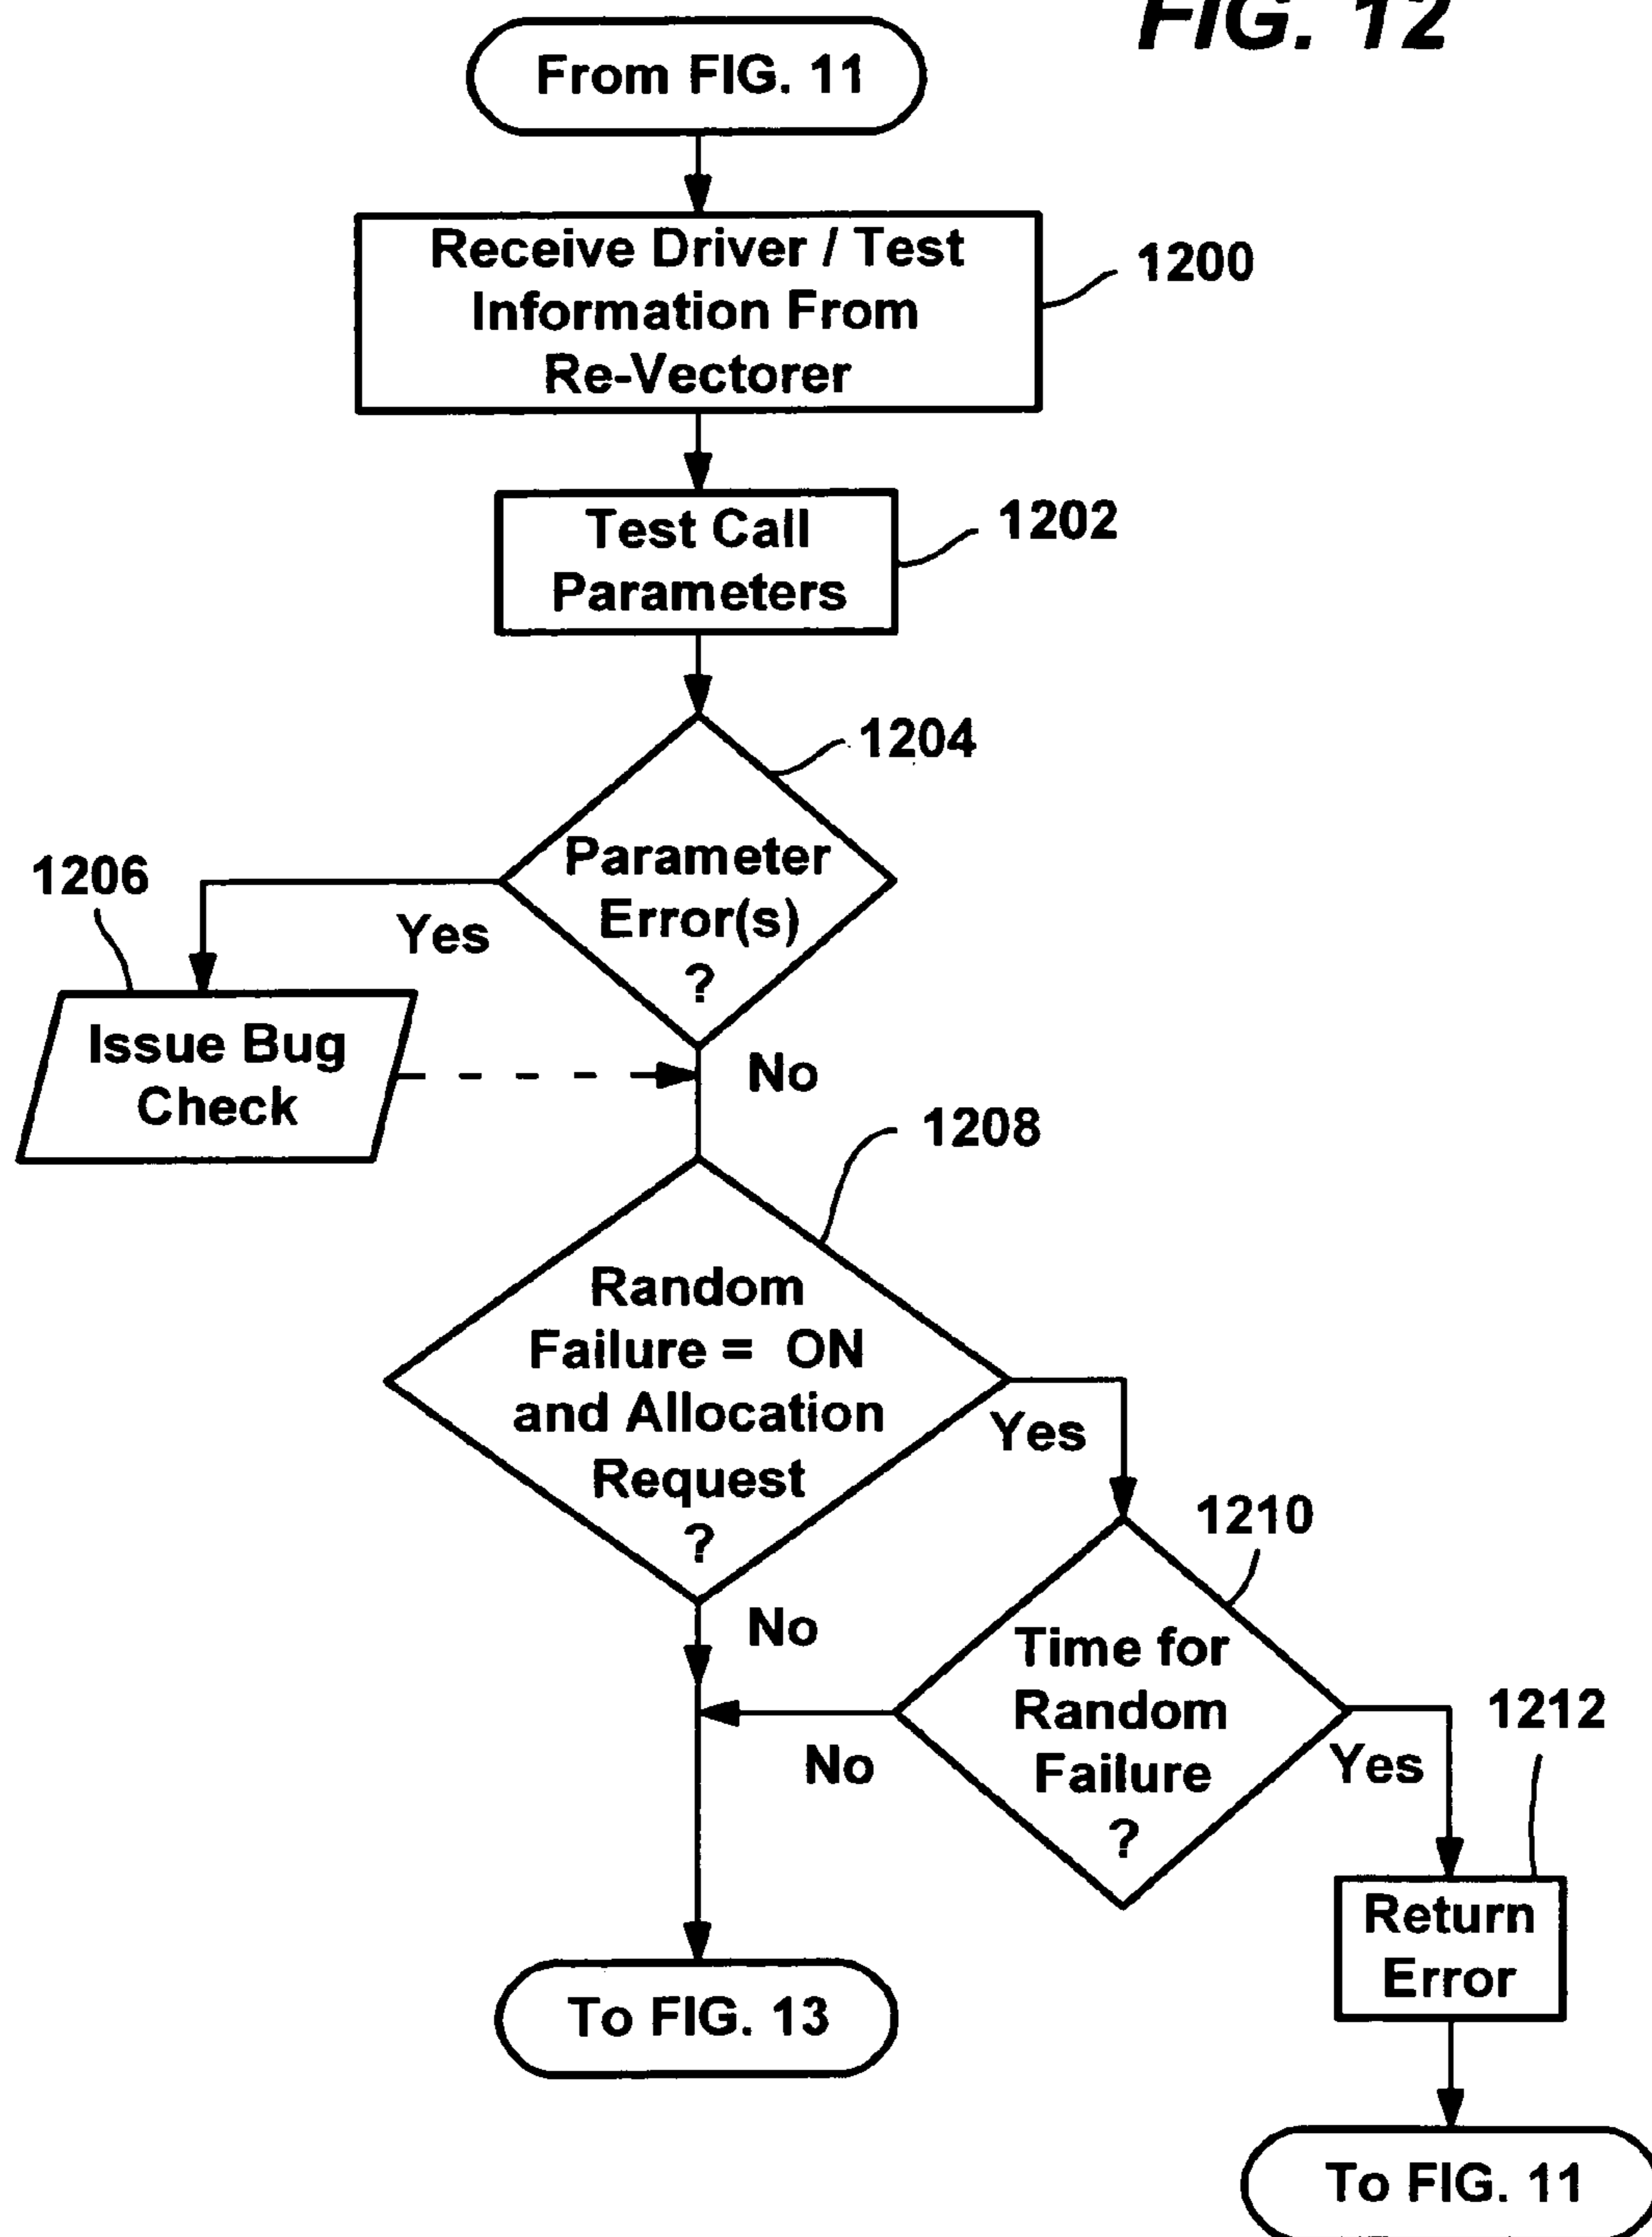 FIG. 12
From FIG. 11
Receive Driver / Test
Information From
Re-Vectorer
1200
Test Call
Parameters
1202
1204
Parameter
Error(s)
?
1206
Yes
Issue Bug
Check
No
1208
Random
Failure = ON
and Allocation
Request
?
Yes
1210
No
Time for
Random
Failure
?
1212
No
Yes
Return
Error
To FIG. 13
To FIG. 11